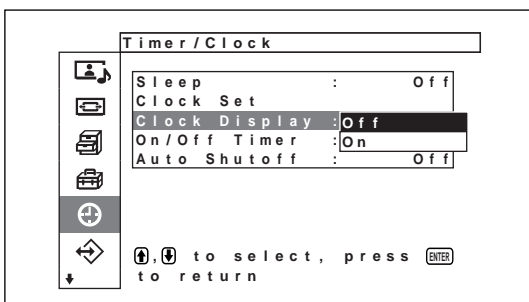 Timer/Clock
Sleep : Off
Clock Set
Clock Display : Off
On/Off Timer : On
Auto Shutoff : Off
, to select, press ENTER
to return